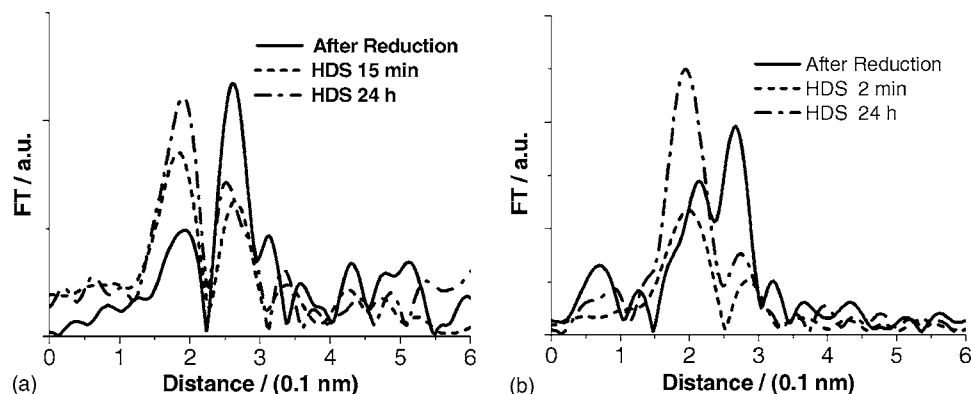 FT / a.u.
After Reduction
HDS 15 min
HDS 24 h
0 1 2 3 4 5 6
Distance / (0.1 nm)
(a)
FT / a.u.
After Reduction
HDS 2 min
HDS 24 h
0 1 2 3 4 5 6
Distance / (0.1 nm)
(b)